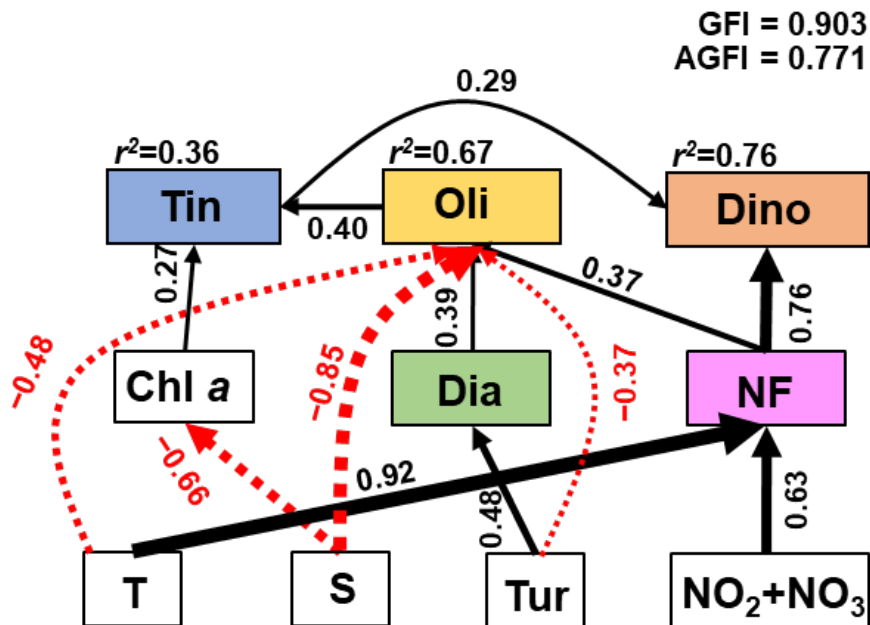 GFI = 0.903
AGFI = 0.771
0.29
r²=0.36
r²=0.67
r²=0.76
Tin
Oli
Dino
0.40
0.27
0.37
0.39
0.76
−0.48
−0.85
−0.37
Chl a
Dia
NF
−0.66
0.92
0.48
0.63
T
S
Tur
NO₂+NO₃